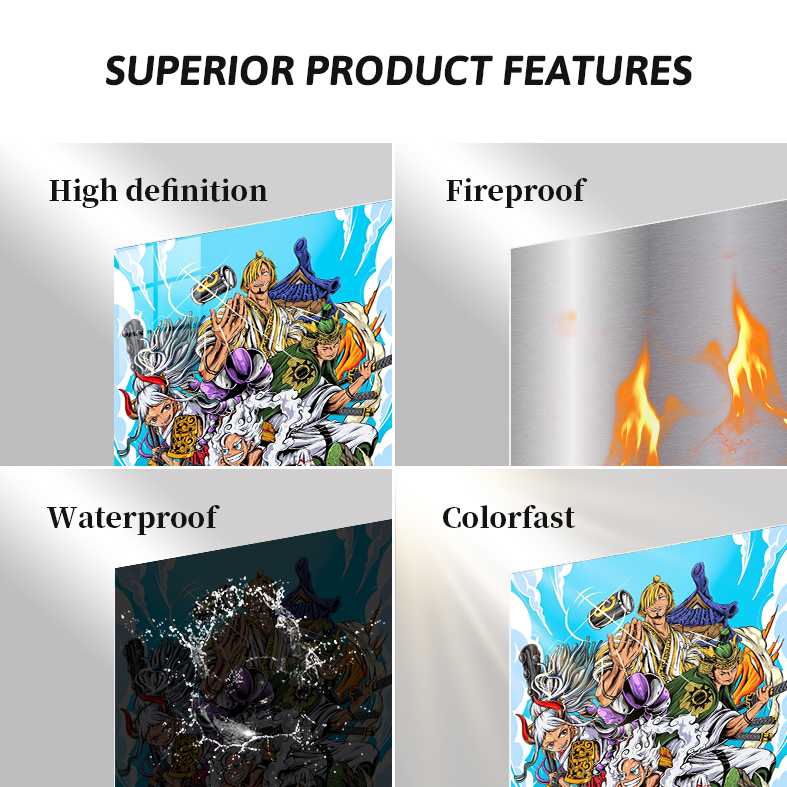 SUPERIOR PRODUCT FEATURES
High definition
Fireproof
Waterproof
Colorfast